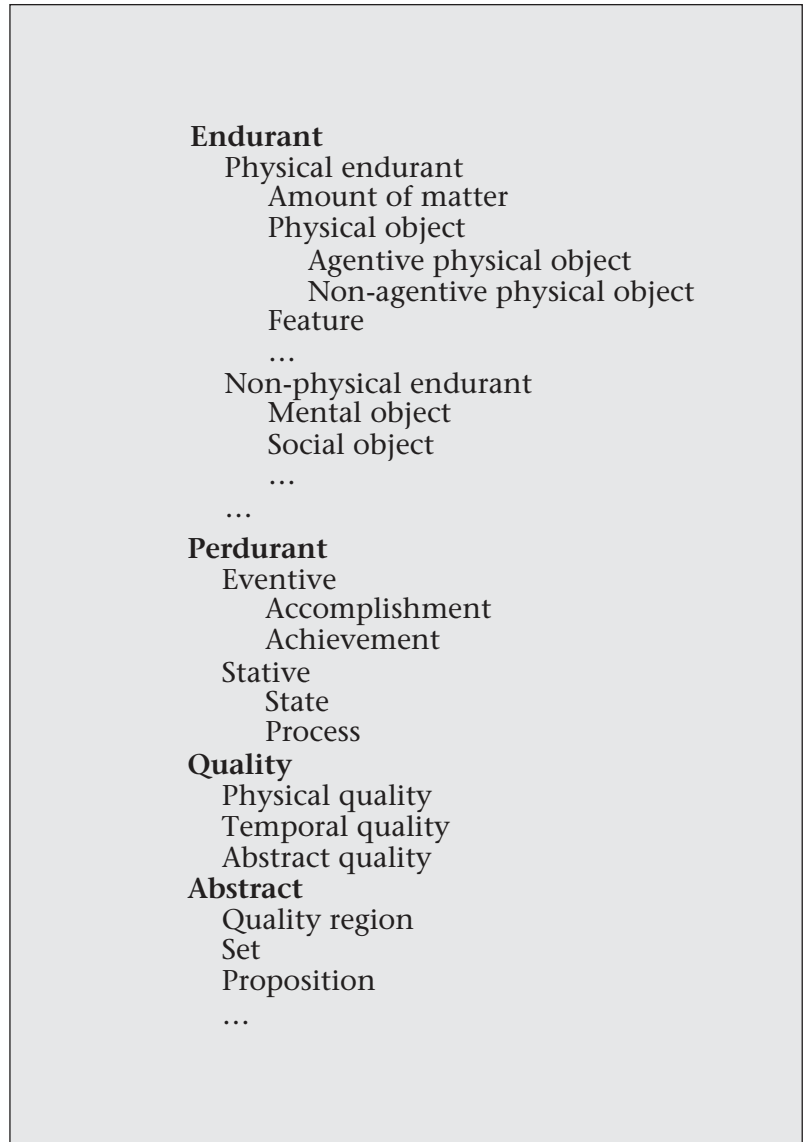 Endurant
Physical endurant
Amount of matter
Physical object
Agentive physical object
Non-agentive physical object
Feature
…
Non-physical endurant
Mental object
Social object
…
…
Perdurant
Eventive
Accomplishment
Achievement
Stative
State
Process
Quality
Physical quality
Temporal quality
Abstract quality
Abstract
Quality region
Set
Proposition
…